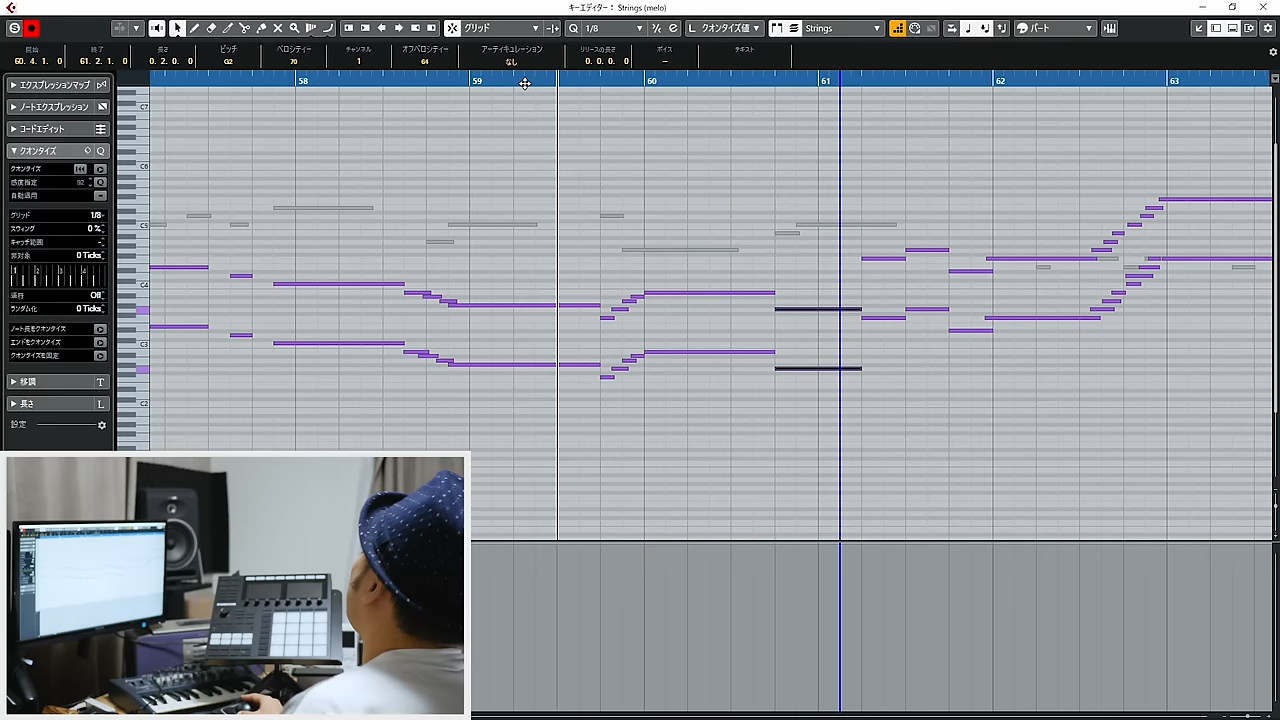 キーエディター： Strings (melo)
グリッド
Q 1/8
L クオンタイズ値
Strings
パート
開始
60. 4. 1. 0
終了
61. 2. 1. 0
長さ
0. 2. 0. 0
ピッチ
G2
ベロシティー
70
チャンネル
1
オフベロシティー
64
アーティキュレーション
なし
リリースの長さ
0. 0. 0. 0
ボイス
テキスト
58
59
60
61
62
63
エクスプレッションマップ
ノートエクスプレッション
コードエディット
クオンタイズ
Q
クオンタイズ
感度指定
92
自動適用
グリッド
1/8
スウィング
0 %
キャッチ範囲
非対象
0 Ticks
1 2 3 4
連行
Off
ランダム化
0 Ticks
ノート長をクオンタイズ
エンドをクオンタイズ
クオンタイズを固定
移調
T
長さ
L
設定
C7
C6
C5
C4
C3
C2